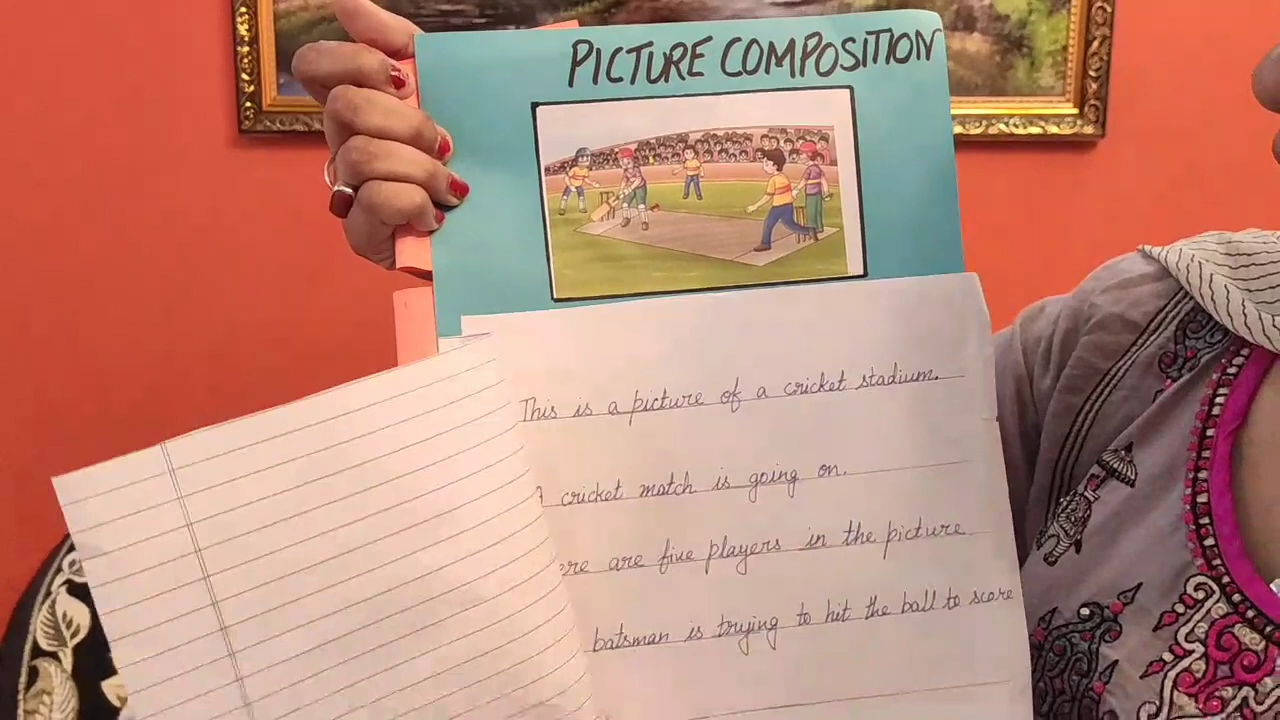 PICTURE COMPOSITION
This is a picture of a cricket stadium.
cricket match is going on.
are five players in the picture.
batsman is trying to hit the ball to score